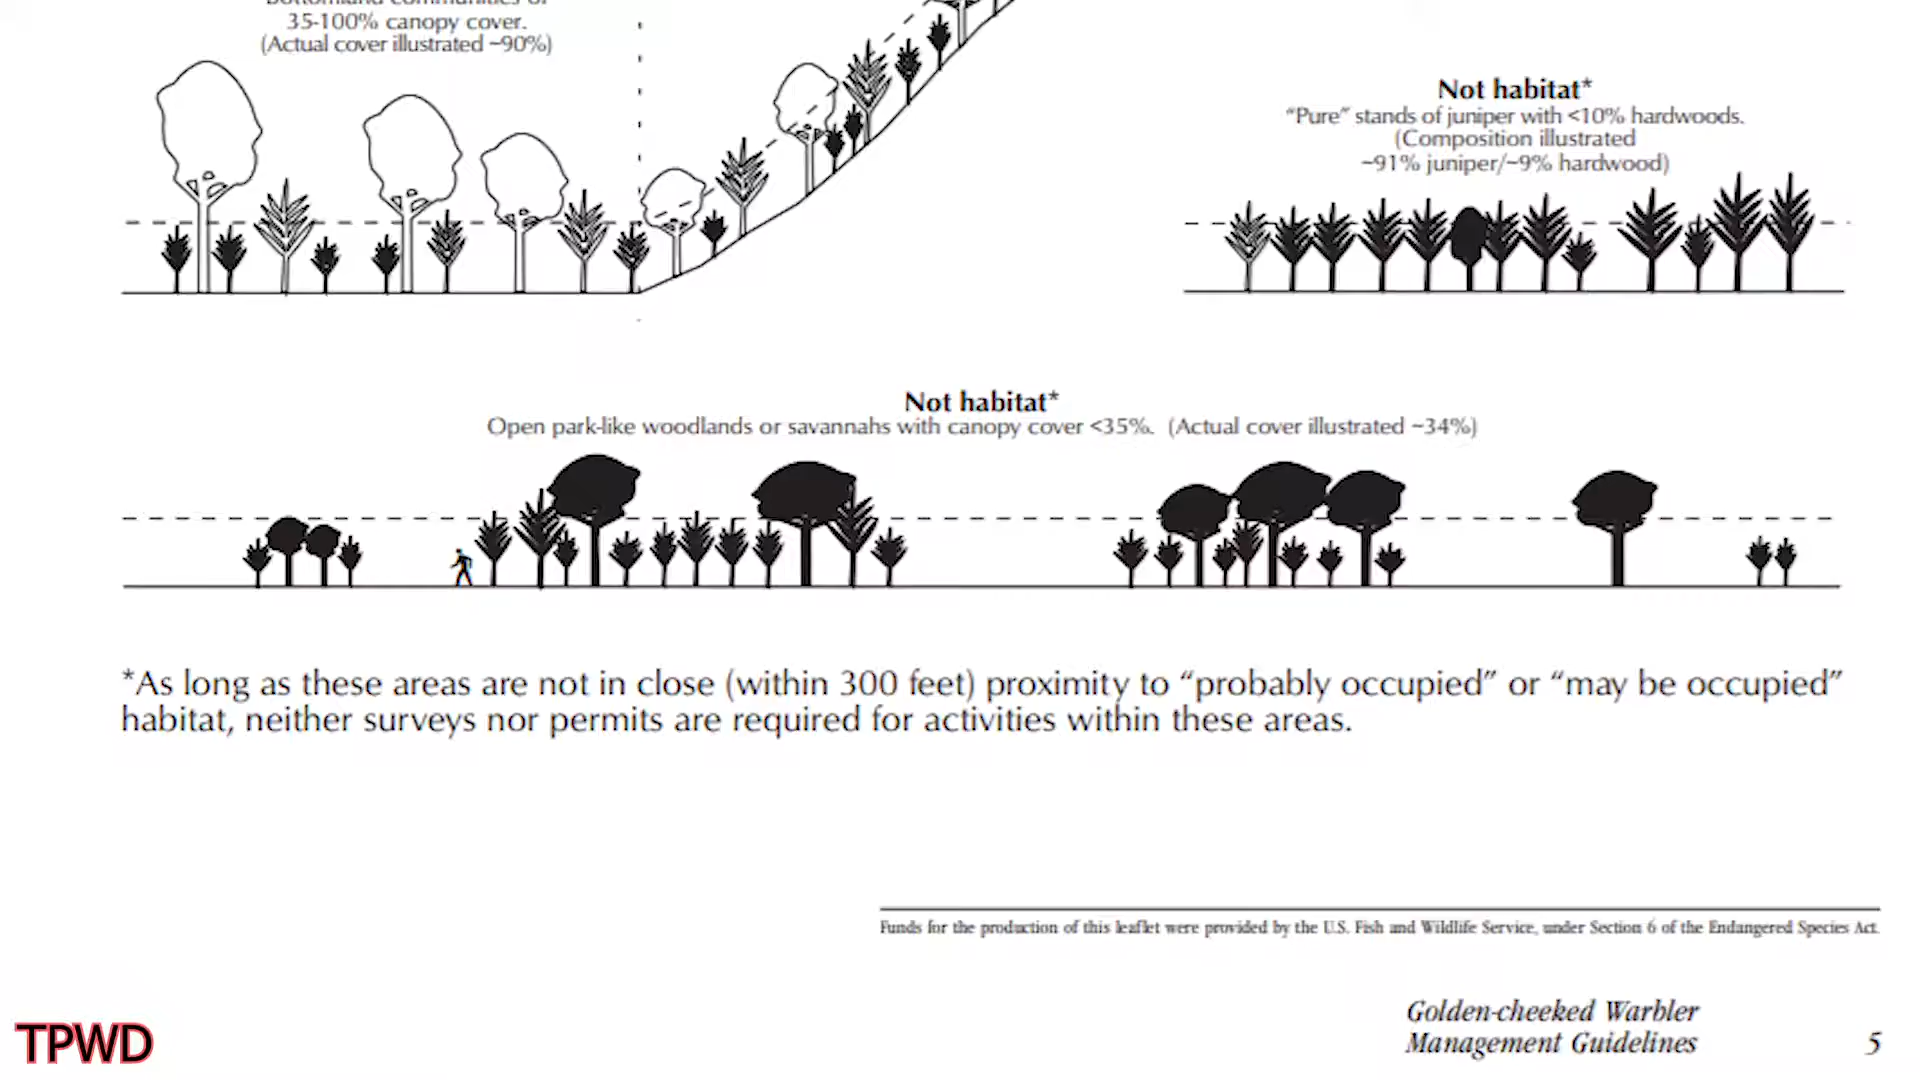 Bottomland communities of
35-100% canopy cover.
(Actual cover illustrated ~90%)
Not habitat*
“Pure” stands of juniper with <10% hardwoods.
(Composition illustrated
~91% juniper/~9% hardwood)
Not habitat*
Open park-like woodlands or savannahs with canopy cover <35%. (Actual cover illustrated ~34%)
*As long as these areas are not in close (within 300 feet) proximity to “probably occupied” or “may be occupied”
habitat, neither surveys nor permits are required for activities within these areas.
Funds for the production of this leaflet were provided by the U.S. Fish and Wildlife Service, under Section 6 of the Endangered Species Act.
Golden-cheeked Warbler
Management Guidelines 5
TPWD